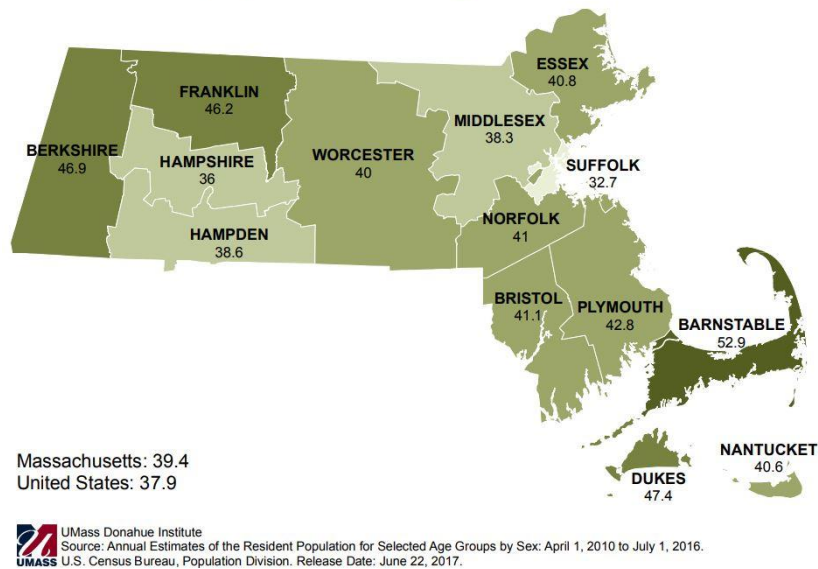 ESSEX
40.8
FRANKLIN
46.2
MIDDLESEX
38.3
BERKSHIRE
46.9
HAMPSHIRE
36
WORCESTER
40
SUFFOLK
32.7
NORFOLK
41
HAMPDEN
38.6
BRISTOL
41.1
PLYMOUTH
42.8
BARNSTABLE
52.9
NANTUCKET
40.6
DUKES
47.4
Massachusetts: 39.4
United States: 37.9
UMass Donahue Institute
Source: Annual Estimates of the Resident Population for Selected Age Groups by Sex: April 1, 2010 to July 1, 2016.
U.S. Census Bureau, Population Division. Release Date: June 22, 2017.
UMASS